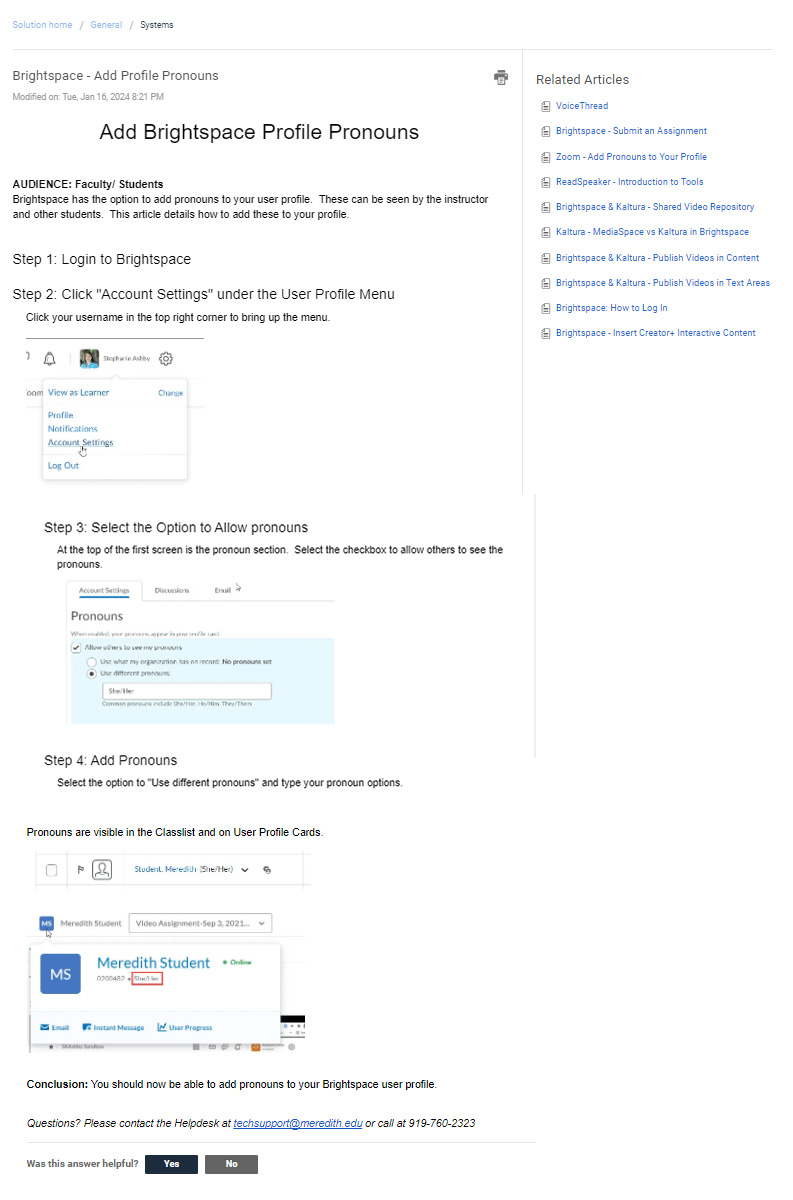 Solution home / General / Systems
Brightspace - Add Profile Pronouns
Modified on: Tue, Jan 16, 2024 8:21 PM
Add Brightspace Profile Pronouns
AUDIENCE: Faculty/ Students
Brightspace has the option to add pronouns to your user profile. These can be seen by the instructor
and other students. This article details how to add these to your profile.
Step 1: Login to Brightspace
Step 2: Click "Account Settings" under the User Profile Menu
Click your username in the top right corner to bring up the menu.
Stephanie Ashby
oom
View as Learner Change
Profile
Notifications
Account Settings
Log Out
Step 3: Select the Option to Allow pronouns
At the top of the first screen is the pronoun section. Select the checkbox to allow others to see the
pronouns.
Account Settings Discussions Email
Pronouns
When enabled, your pronouns appear in your profile card.
Allow others to see my pronouns
Use what my organization has on record: No pronouns set
Use different pronouns:
She/Her
Common pronouns include She/Her, He/Him, They/Them
Step 4: Add Pronouns
Select the option to "Use different pronouns" and type your pronoun options.
Pronouns are visible in the Classlist and on User Profile Cards.
Student, Meredith (She/Her)
MS Meredith Student Video Assignment-Sep 3, 2021...
MS
Meredith Student Online
0200482 • She/Her
Email Instant Message User Progress
Conclusion: You should now be able to add pronouns to your Brightspace user profile.
Questions? Please contact the Helpdesk at techsupport@meredith.edu or call at 919-760-2323
Was this answer helpful? Yes No
Related Articles
VoiceThread
Brightspace - Submit an Assignment
Zoom - Add Pronouns to Your Profile
ReadSpeaker - Introduction to Tools
Brightspace & Kaltura - Shared Video Repository
Kaltura - MediaSpace vs Kaltura in Brightspace
Brightspace & Kaltura - Publish Videos in Content
Brightspace & Kaltura - Publish Videos in Text Areas
Brightspace: How to Log In
Brightspace - Insert Creator+ Interactive Content